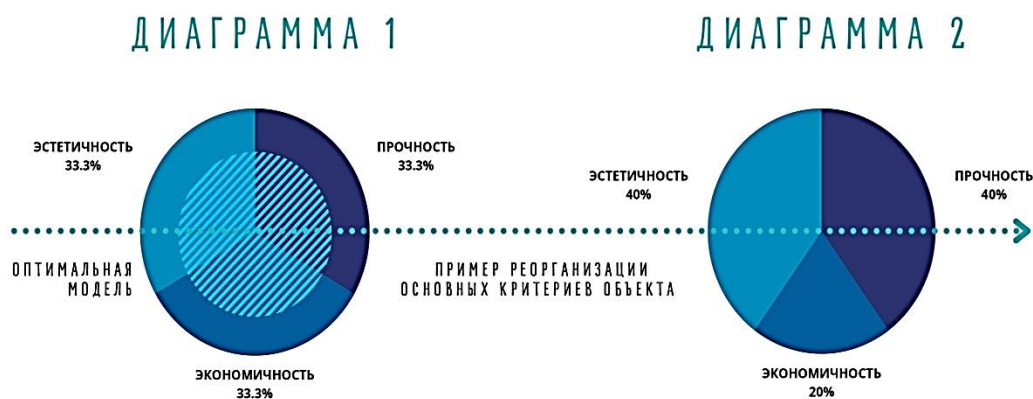 ДИАГРАММА 1
ЭСТЕТИЧНОСТЬ
33.3%
ПРОЧНОСТЬ
33.3%
ОПТИМАЛЬНАЯ
МОДЕЛЬ
ЭКОНОМИЧНОСТЬ
33.3%
ПРИМЕР РЕОРГАНИЗАЦИИ
ОСНОВНЫХ КРИТЕРИЕВ ОБЪЕКТА
ДИАГРАММА 2
ЭСТЕТИЧНОСТЬ
40%
ПРОЧНОСТЬ
40%
ЭКОНОМИЧНОСТЬ
20%